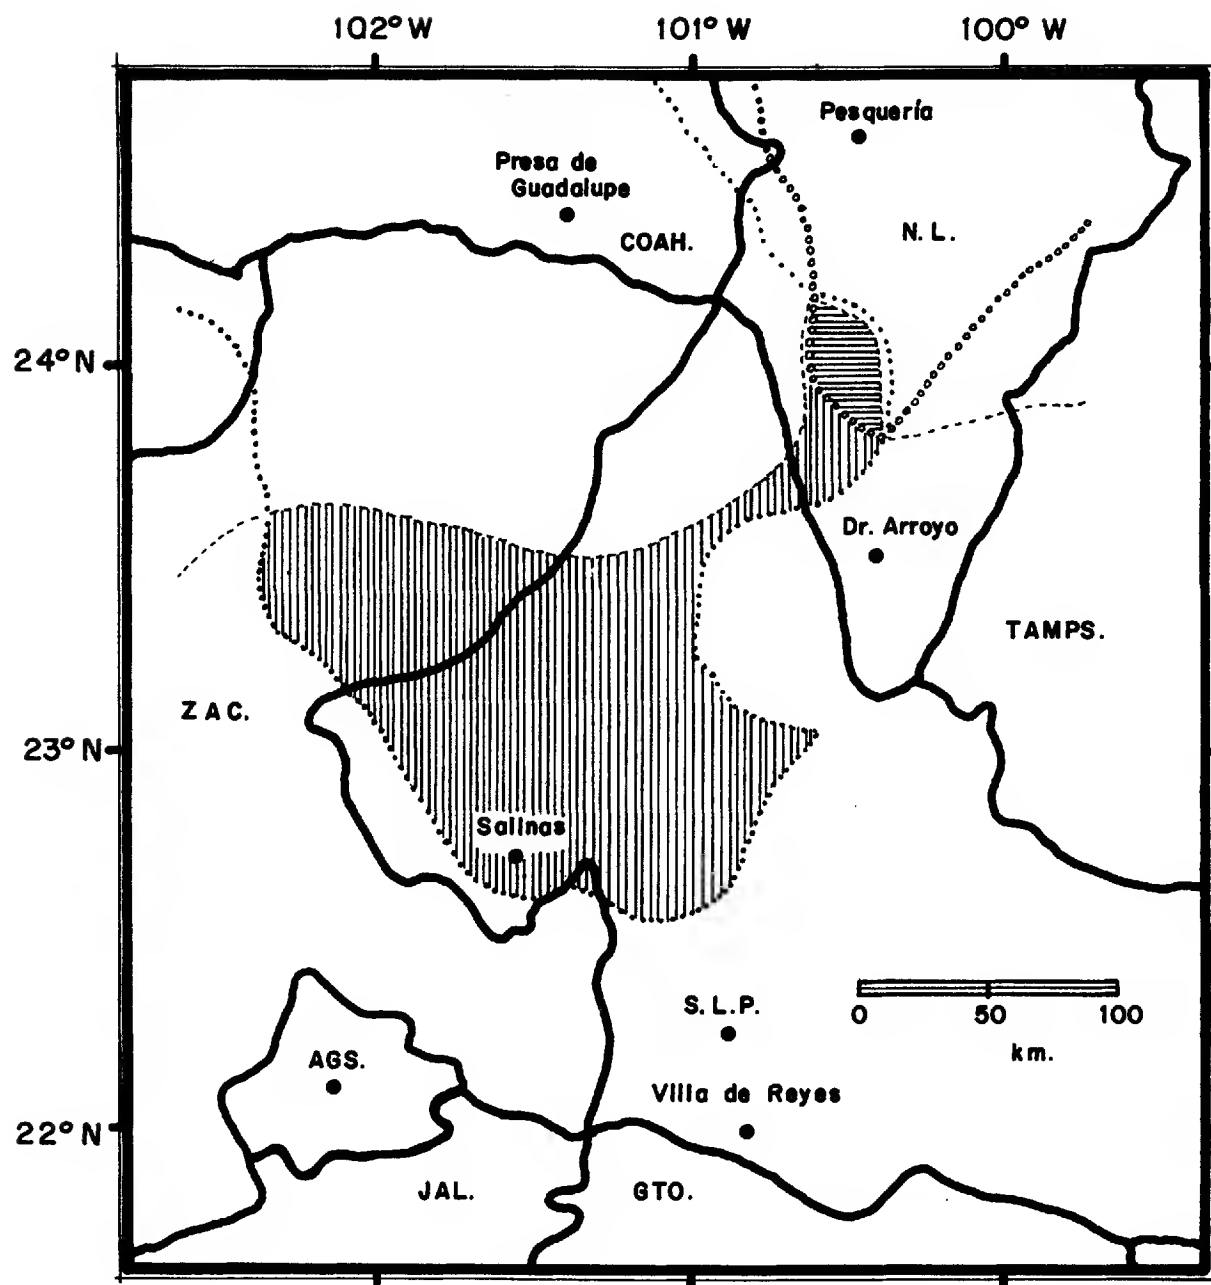 102° W 101° W 100° W
Pesquería
Presa de
Guadalupe
COAH.
N. L.
24° N
Dr. Arroyo
TAMPS.
ZAC.
23° N
Salinas
S. L. P.
0 50 100
km.
AGS.
Villa de Reyes
22° N
JAL.
GTO.